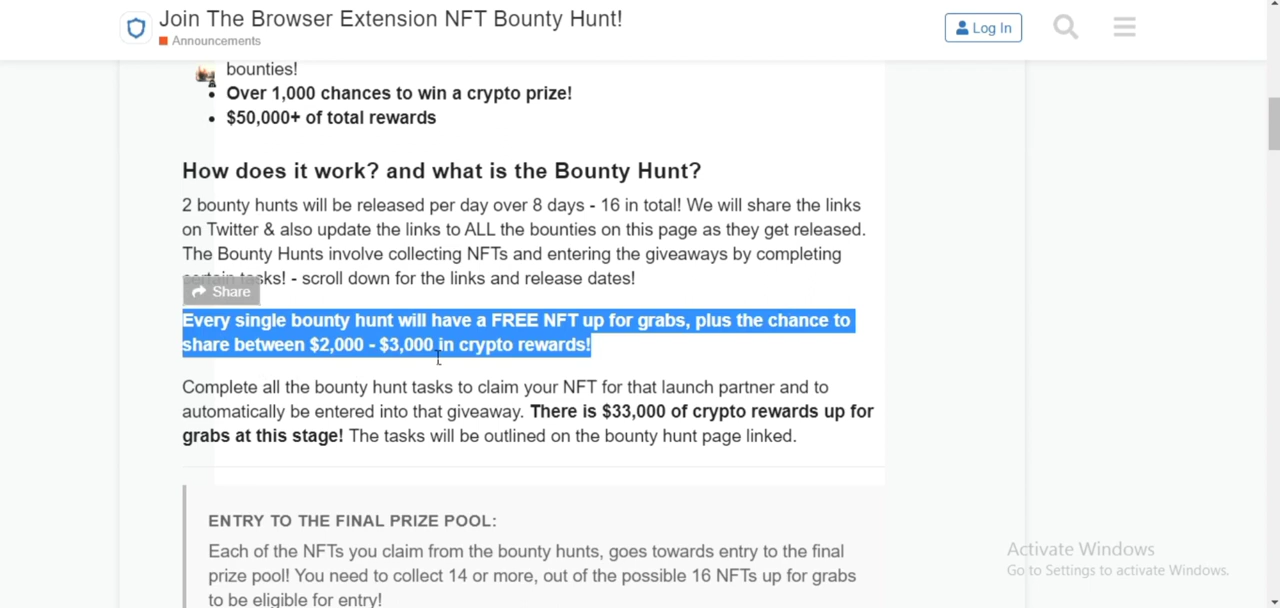 Join The Browser Extension NFT Bounty Hunt!
Announcements
Log In
bounties!
Over 1,000 chances to win a crypto prize!
$50,000+ of total rewards
How does it work? and what is the Bounty Hunt?
2 bounty hunts will be released per day over 8 days - 16 in total! We will share the links
on Twitter & also update the links to ALL the bounties on this page as they get released.
The Bounty Hunts involve collecting NFTs and entering the giveaways by completing
certain tasks! - scroll down for the links and release dates!
Share
Every single bounty hunt will have a FREE NFT up for grabs, plus the chance to
share between $2,000 - $3,000 in crypto rewards!
Complete all the bounty hunt tasks to claim your NFT for that launch partner and to
automatically be entered into that giveaway. There is $33,000 of crypto rewards up for
grabs at this stage! The tasks will be outlined on the bounty hunt page linked.
ENTRY TO THE FINAL PRIZE POOL:
Each of the NFTs you claim from the bounty hunts, goes towards entry to the final
prize pool! You need to collect 14 or more, out of the possible 16 NFTs up for grabs
to be eligible for entry!
Activate Windows
Go to Settings to activate Windows.